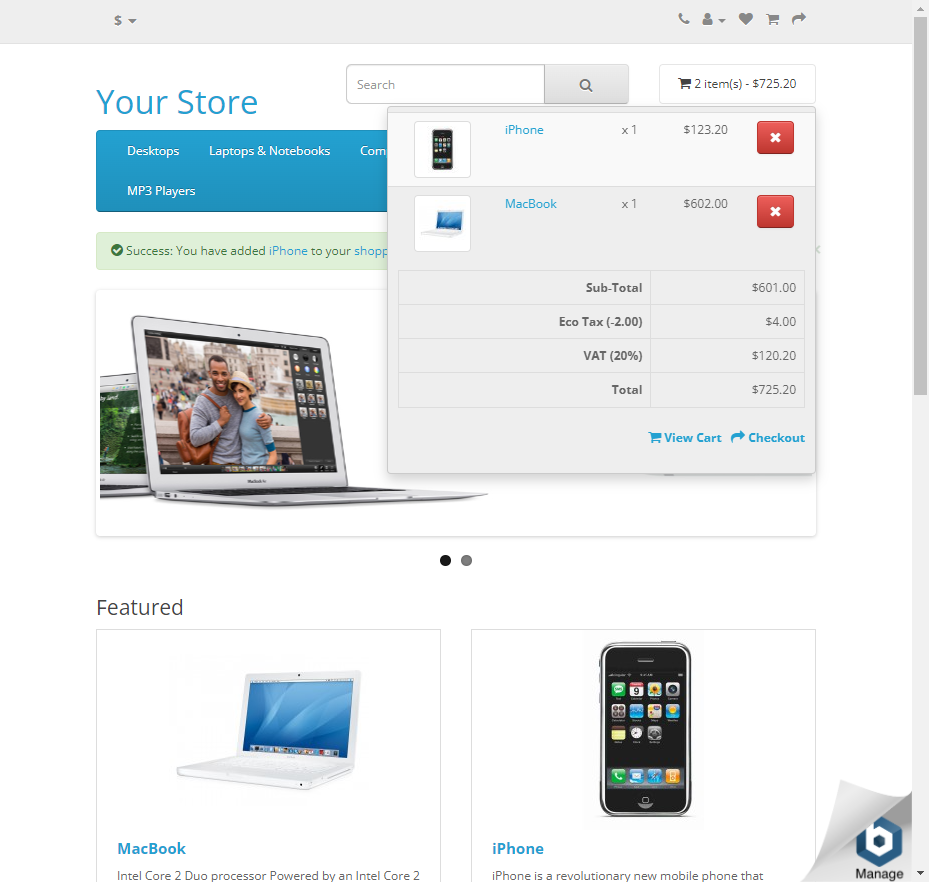 $
Search
2 item(s) - $725.20
Your Store
iPhone x 1 $123.20
Desktops Laptops & Notebooks Com
MP3 Players
MacBook x 1 $602.00
Success: You have added iPhone to your shopp
Sub-Total $601.00
Eco Tax (-2.00) $4.00
VAT (20%) $120.20
Total $725.20
View Cart Checkout
Featured
MacBook
iPhone
Intel Core 2 Duo processor Powered by an Intel Core 2
iPhone is a revolutionary new mobile phone that
Manage